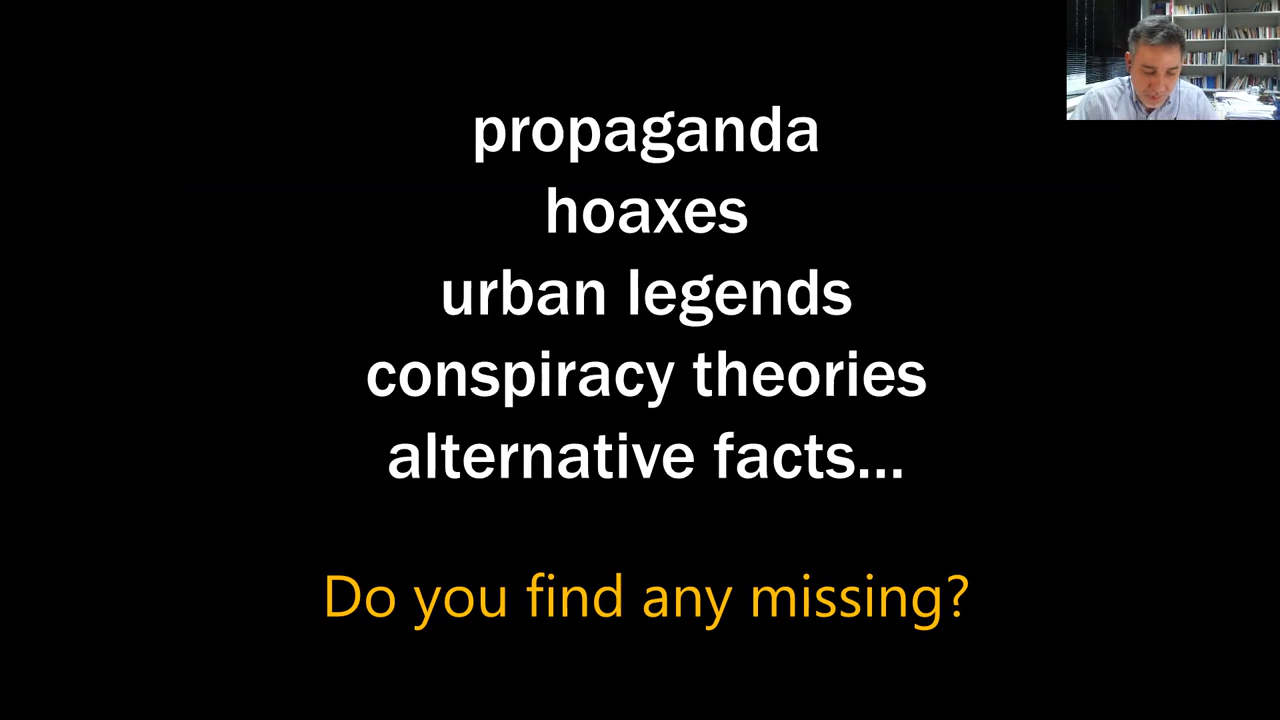 propaganda
hoaxes
urban legends
conspiracy theories
alternative facts...
Do you find any missing?